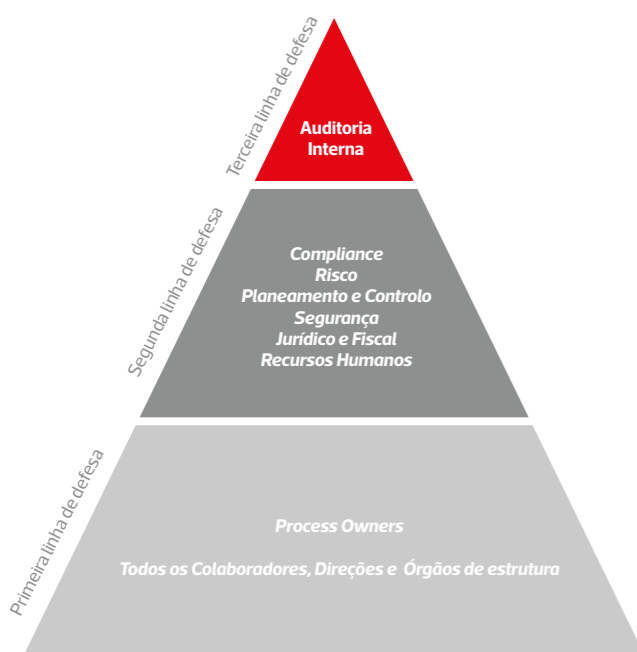 Terceira linha de defesa
Auditoria
Interna
Segunda linha de defesa
Compliance
Risco
Planeamento e Controlo
Segurança
Jurídico e Fiscal
Recursos Humanos
Primeira linha de defesa
Process Owners
Todos os Colaboradores, Direções e Órgãos de estrutura